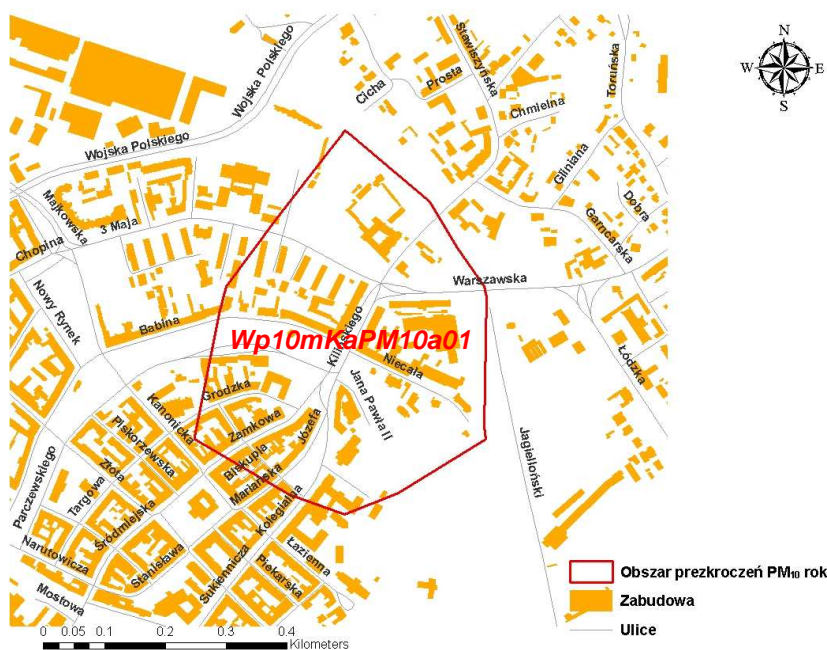 Wojska Polskiego
Stawiszyńska
Toruńska
N
W
E
S
Cicha
Prosta
Chmielna
Wojska Polskiego
Gliniana
Majkowska
Dobra
3 Maja
Garncarska
Chopina
Warszawska
Nowy Rynek
Babina
Wp10mKaPM10a01
Kilińskiego
Łódzka
Niecała
Grodzka
Jana Pawła II
Kanonicka
Zamkowa
Józefa
Piskorzewska
Biskupia
Jagielloński
Złota
Mariańska
Parczewskiego
Targowa
Kolegialna
Śródmiejska
Łazienna
Narutowicza
Stanisława
Sukiennicza
Piekarska
Mostowa
Obszar prezkroczeń PM10 rok
Zabudowa
Ulice
0 0.05 0.1 0.2 0.3 0.4
Kilometers